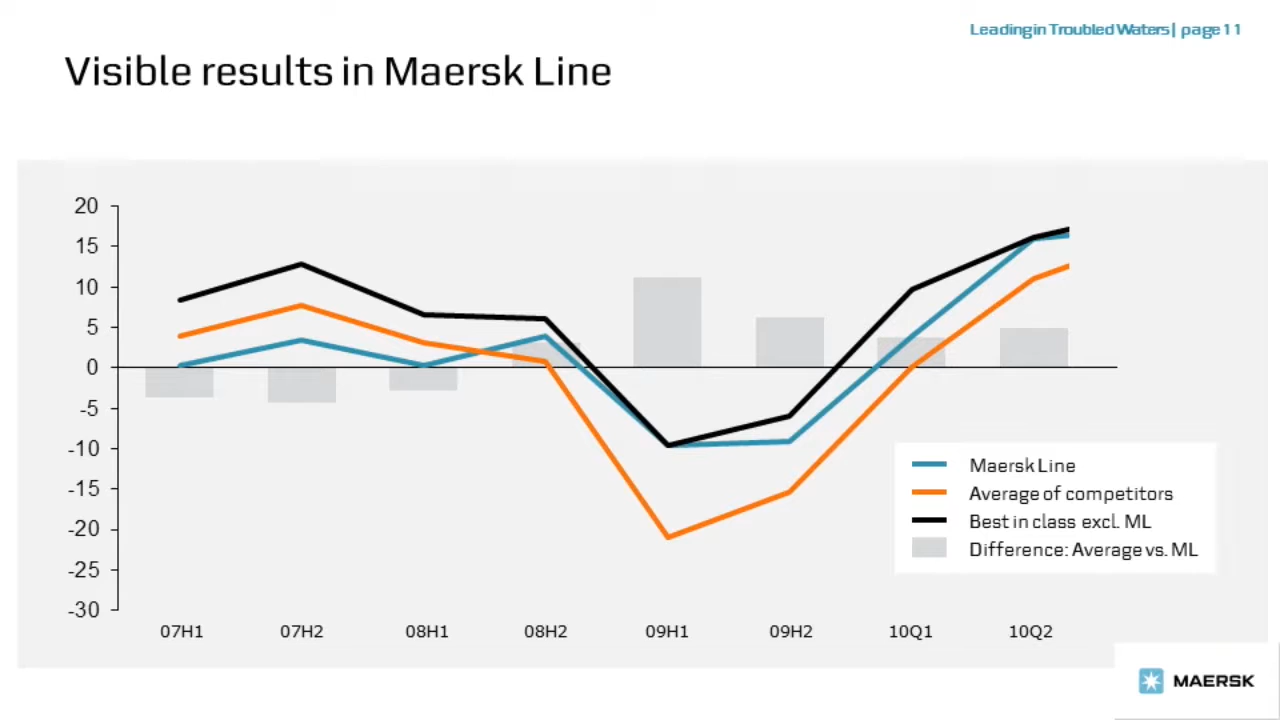 Leading in Troubled Waters | page 11
Visible results in Maersk Line
20
15
10
5
0
-5
-10
-15
-20
-25
-30
07H1 07H2 08H1 08H2 09H1 09H2 10Q1 10Q2
Maersk Line
Average of competitors
Best in class excl. ML
Difference: Average vs. ML
MAERSK